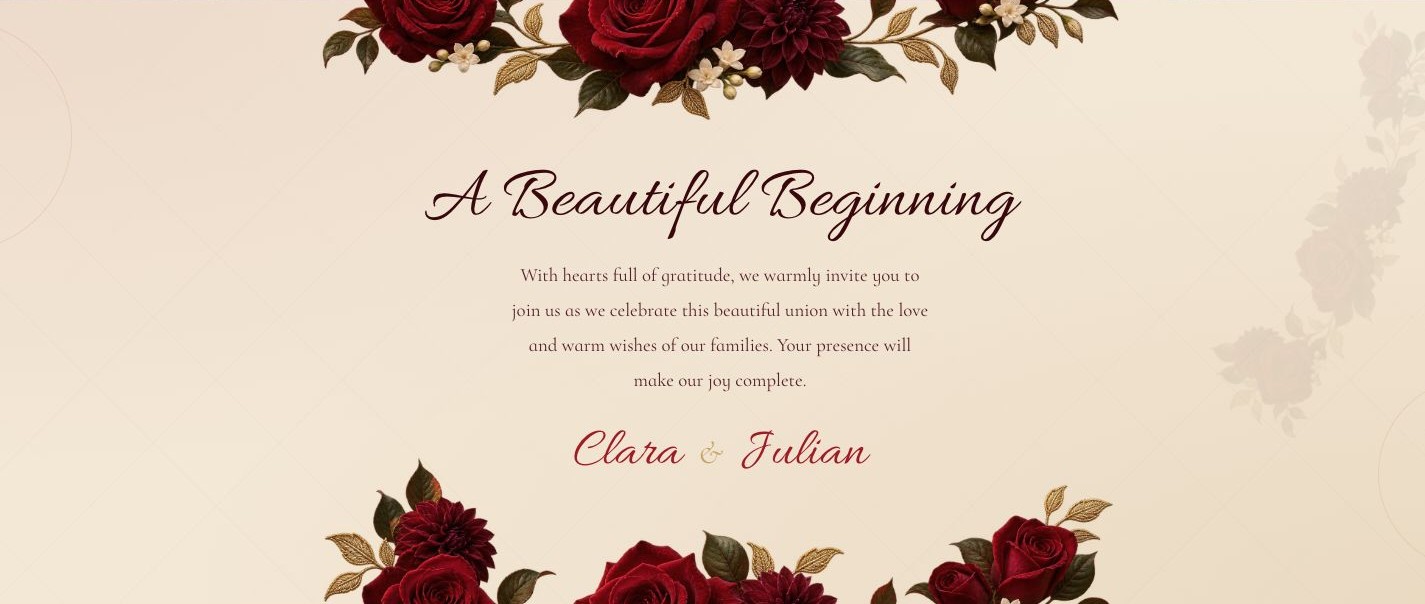 A Beautiful Beginning
With hearts full of gratitude, we warmly invite you to
join us as we celebrate this beautiful union with the love
and warm wishes of our families. Your presence will
make our joy complete.
Clara & Julian